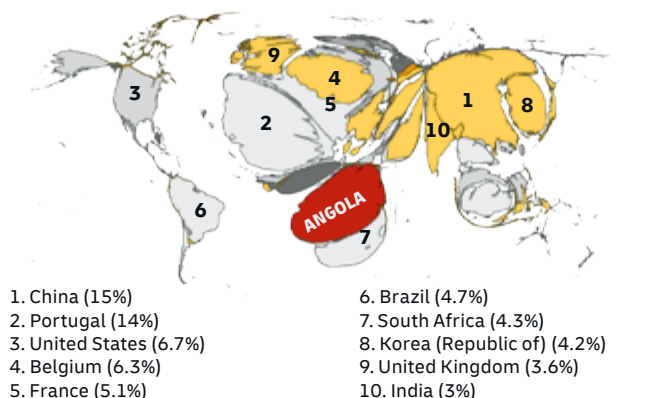 9
4
3
1
5
8
2
10
ANGOLA
6
7
1. China (15%)
2. Portugal (14%)
3. United States (6.7%)
4. Belgium (6.3%)
5. France (5.1%)
6. Brazil (4.7%)
7. South Africa (4.3%)
8. Korea (Republic of) (4.2%)
9. United Kingdom (3.6%)
10. India (3%)